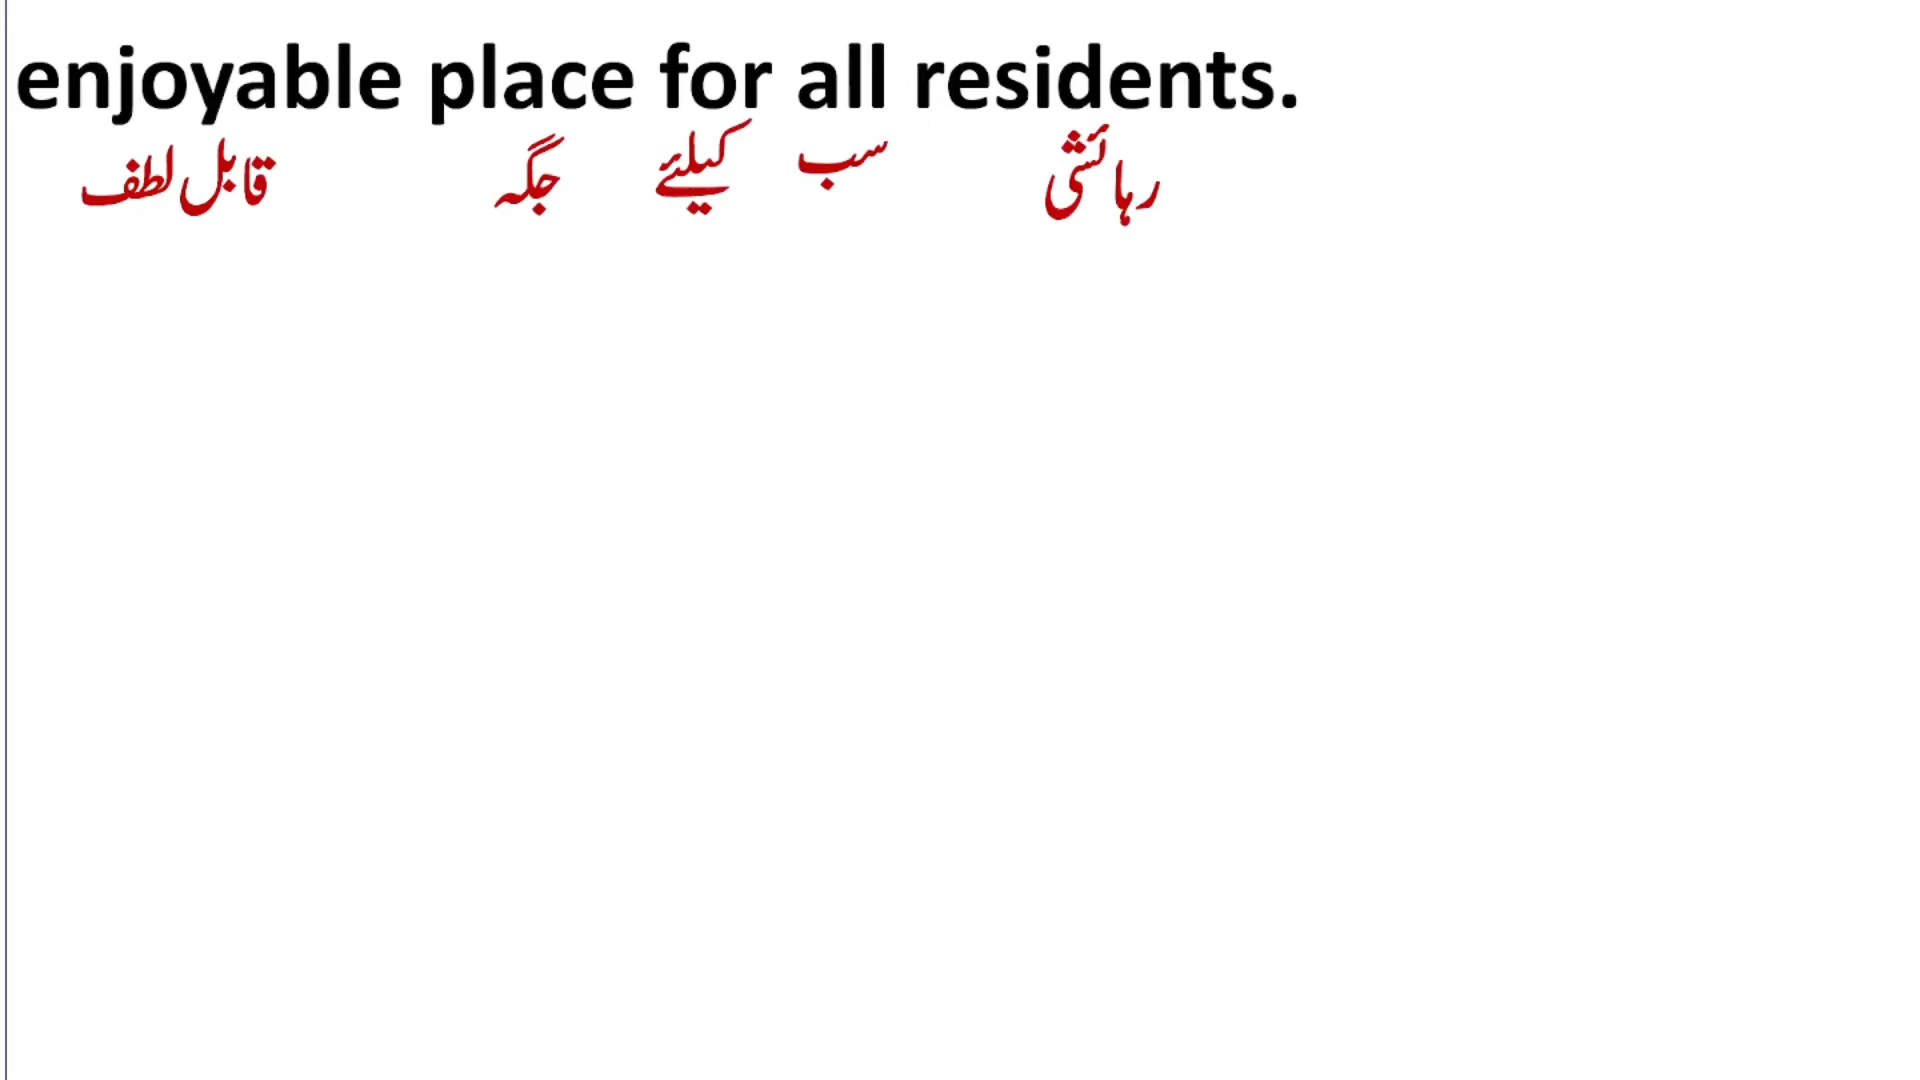 enjoyable place for all residents.
قابل لطف جگہ کیلئے سب رہائشی